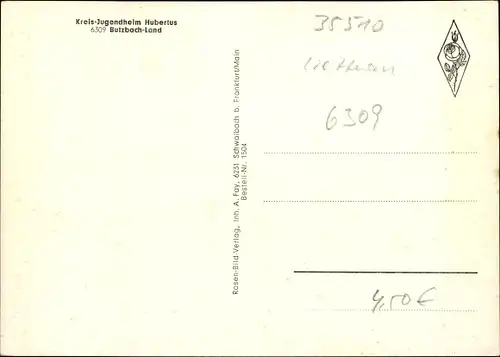 Kreis-Jugendheim Hubertus
6309 Butzbach-Land
Rosen-Bild-Verlag, Inh. A. Fay, 6231 Schwalbach b. Frankfurt/Main
Bestell-Nr. 1504
35510
6309
4,50€